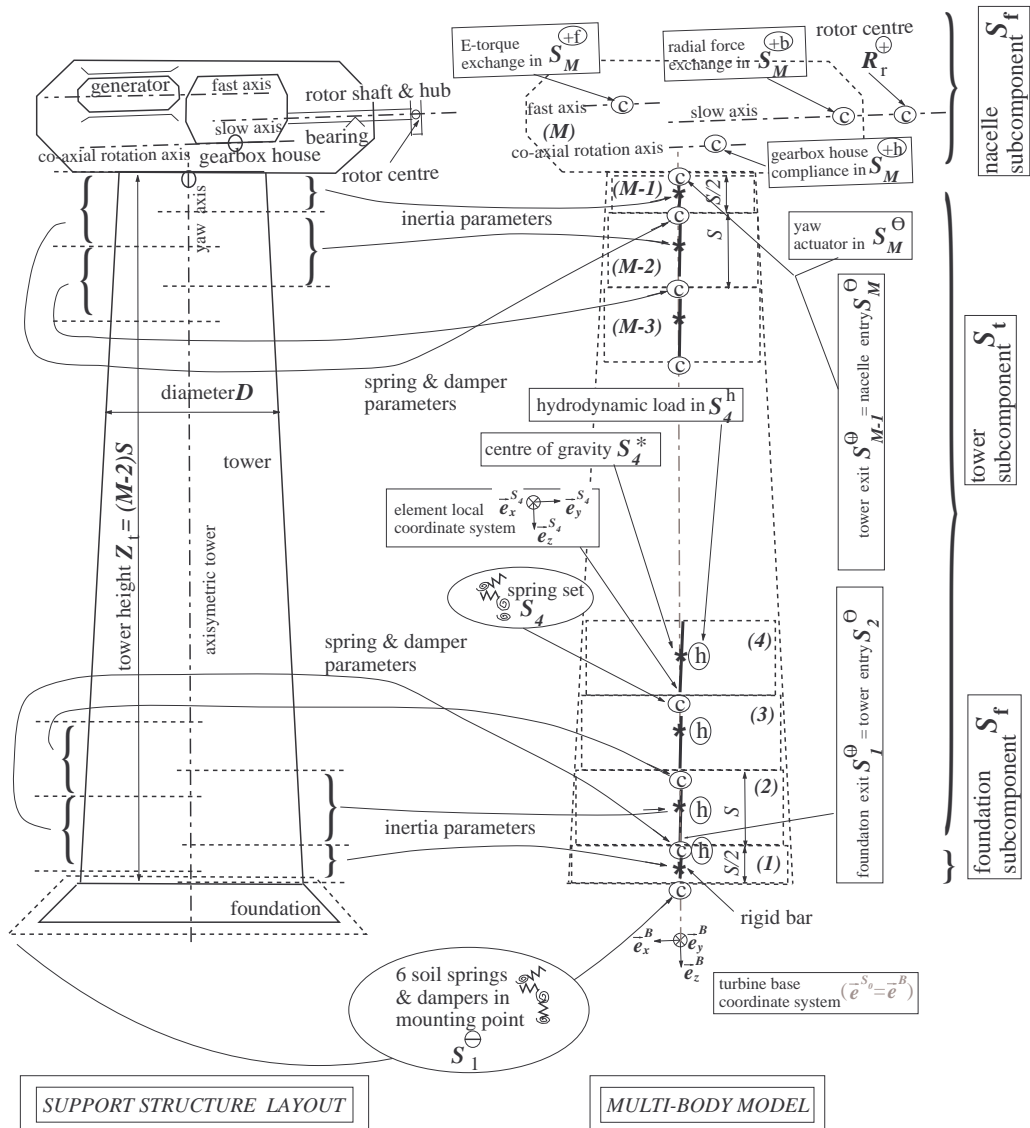 generator
fast axis
rotor shaft & hub
slow axis
bearing
co-axial rotation axis
gearbox house
rotor centre
yaw axis
inertia parameters
spring & damper
parameters
diameter D
tower
tower height Z_t = (M-2)S
axisymetric tower
spring & damper
parameters
inertia parameters
foundation
6 soil springs
& dampers in
mounting point
S_1^⊖
SUPPORT STRUCTURE LAYOUT
E-torque
exchange in S_M^{+f}
radial force
exchange in S_M^{+b}
rotor centre
R_r^⊕
fast axis
(M)
c
slow axis
c
c
co-axial rotation axis
c
gearbox house
compliance in S_M^{+h}
c
(M-1)
S/2
c
(M-2)
S
c
(M-3)
c
yaw
actuator in S_M^⊖
tower exit S_{M-1}^⊕ = nacelle entry S_M^⊖
hydrodynamic load in S_4^h
centre of gravity S_4^*
element local
coordinate system
e_x^{S_4}
e_y^{S_4}
e_z^{S_4}
spring set
S_4
(4)
h
c
(3)
h
c
(2)
h
S
c
h
(1)
S/2
c
foundaton exit S_1^⊕ = tower entry S_2^⊖
rigid bar
e_x^B
e_y^B
e_z^B
turbine base
coordinate system (e^{S_0} = e^B)
MULTI-BODY MODEL
nacelle
subcomponent S_f
tower
subcomponent S_t
foundation
subcomponent S_f